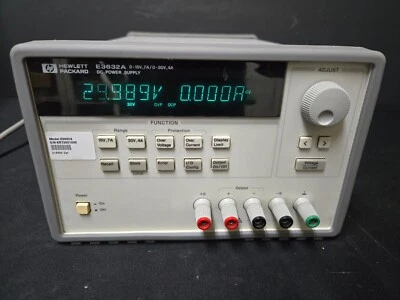 hp HEWLETT PACKARD E3632A 0-15V,7A/0-30V,4A
DC POWER SUPPLY
29.989V 0.000A
30V OVP OCP
ADJUST
FUNCTION
Range Protection
15V,7A 30V,4A Over Voltage Over Current Display Limit
Recall Store Error I/O Config Output On/Off
Voltage Current
Power
On
Off
Output
+S + − −S